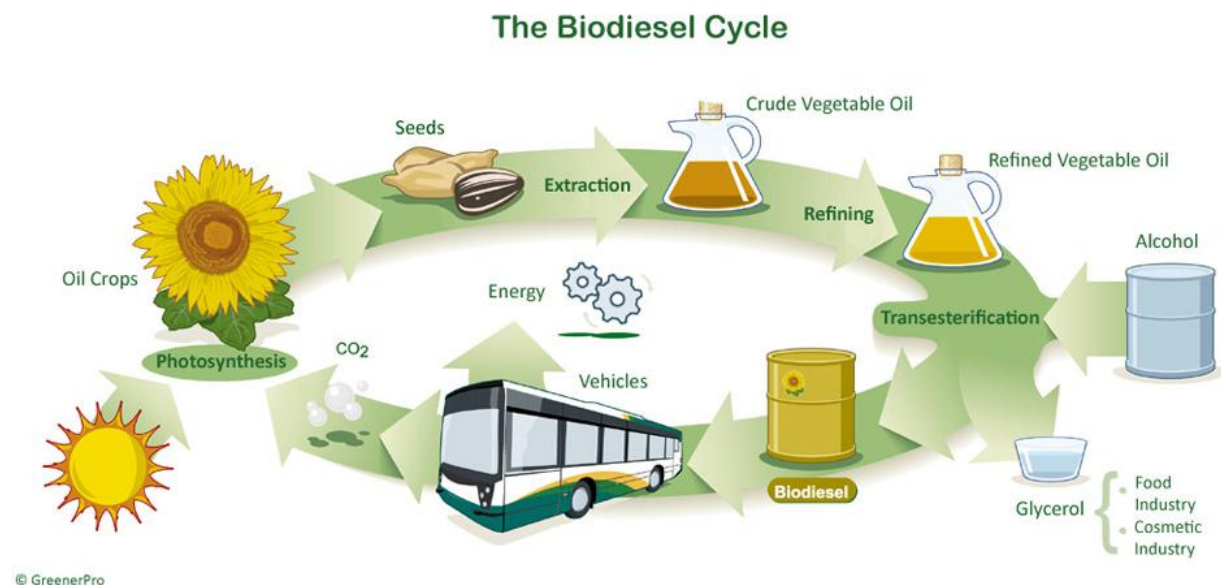 The Biodiesel Cycle
Crude Vegetable Oil
Seeds
Refined Vegetable Oil
Extraction
Refining
Alcohol
Oil Crops
Energy
Transesterification
CO2
Photosynthesis
Vehicles
Biodiesel
Glycerol
· Food
Industry
· Cosmetic
Industry
© GreenerPro